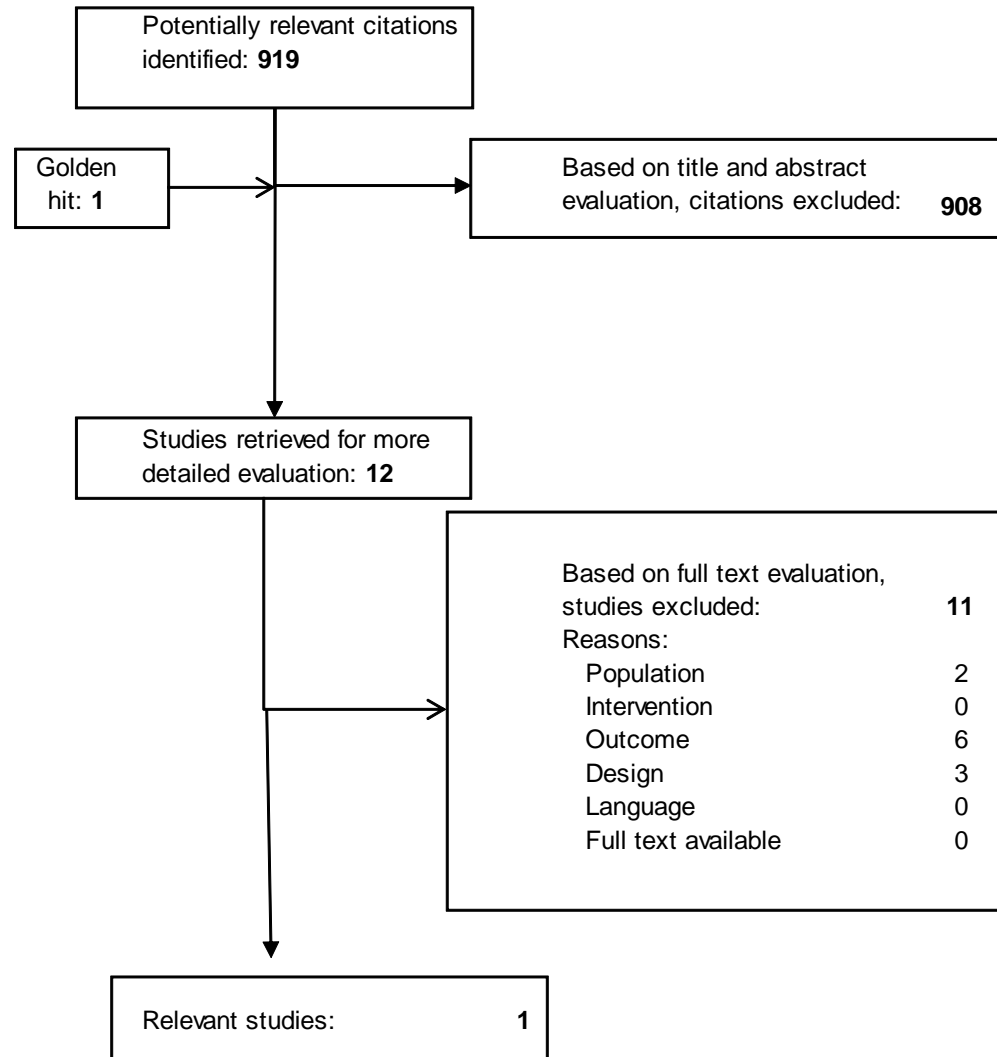 Potentially relevant citations
identified: 919
Golden
hit: 1
Based on title and abstract
evaluation, citations excluded: 908
Studies retrieved for more
detailed evaluation: 12
Based on full text evaluation,
studies excluded: 11
Reasons:
Population 2
Intervention 0
Outcome 6
Design 3
Language 0
Full text available 0
Relevant studies: 1